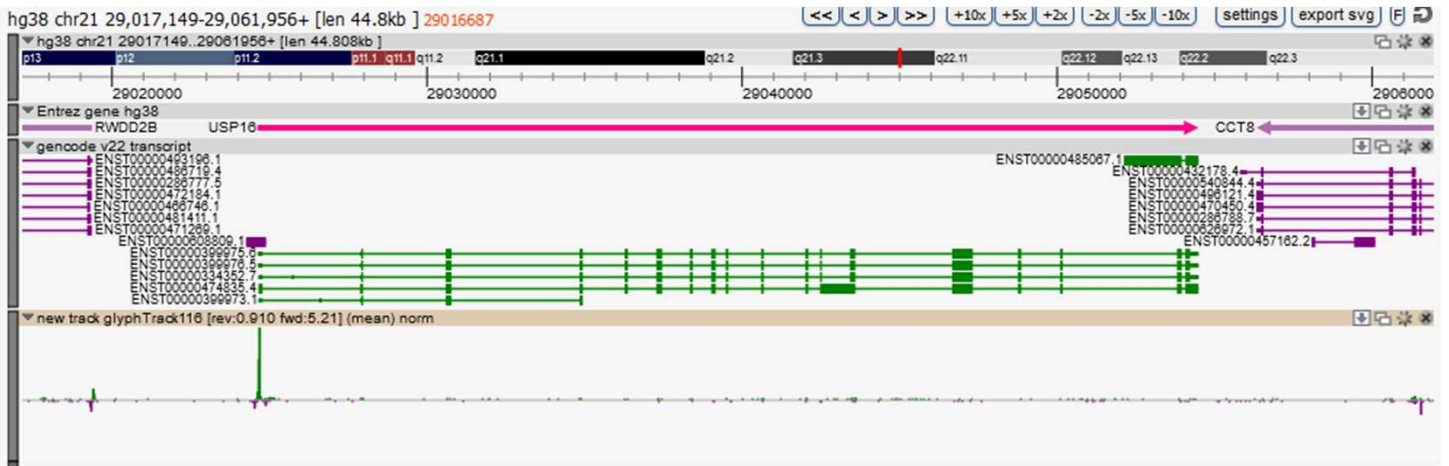 hg38 chr21 29,017,149-29,061,956+ [len 44.8kb ] 29016687 << < > >> +10x +5x +2x -2x -5x -10x settings export svg F
hg38 chr21 29017149..29061956+ [len 44.808kb ]
p13 p12 p11.2 p11.1 q11.1 q11.2 q21.1 q21.2 q21.3 q22.11 q22.12 q22.13 q22.2 q22.3
29020000 29030000 29040000 29050000 2906000
Entrez gene hg38
RWDD2B USP16 CCT8
gencode v22 transcript
ENST00000493196.1 ENST00000485067.1
ENST00000486719.4 ENST00000432178.4
ENST00000286777.5 ENST00000540844.4
ENST00000472184.1 ENST00000496121.4
ENST00000466746.1 ENST00000470450.4
ENST00000481411.1 ENST00000286788.7
ENST00000471269.1 ENST00000626972.1
ENST00000608809.1 ENST00000457162.2
ENST00000399975.6
ENST00000399976.5
ENST00000334352.7
ENST00000474835.4
ENST00000399973.1
new track glyphTrack116 [rev:0.910 fwd:5.21] (mean) norm